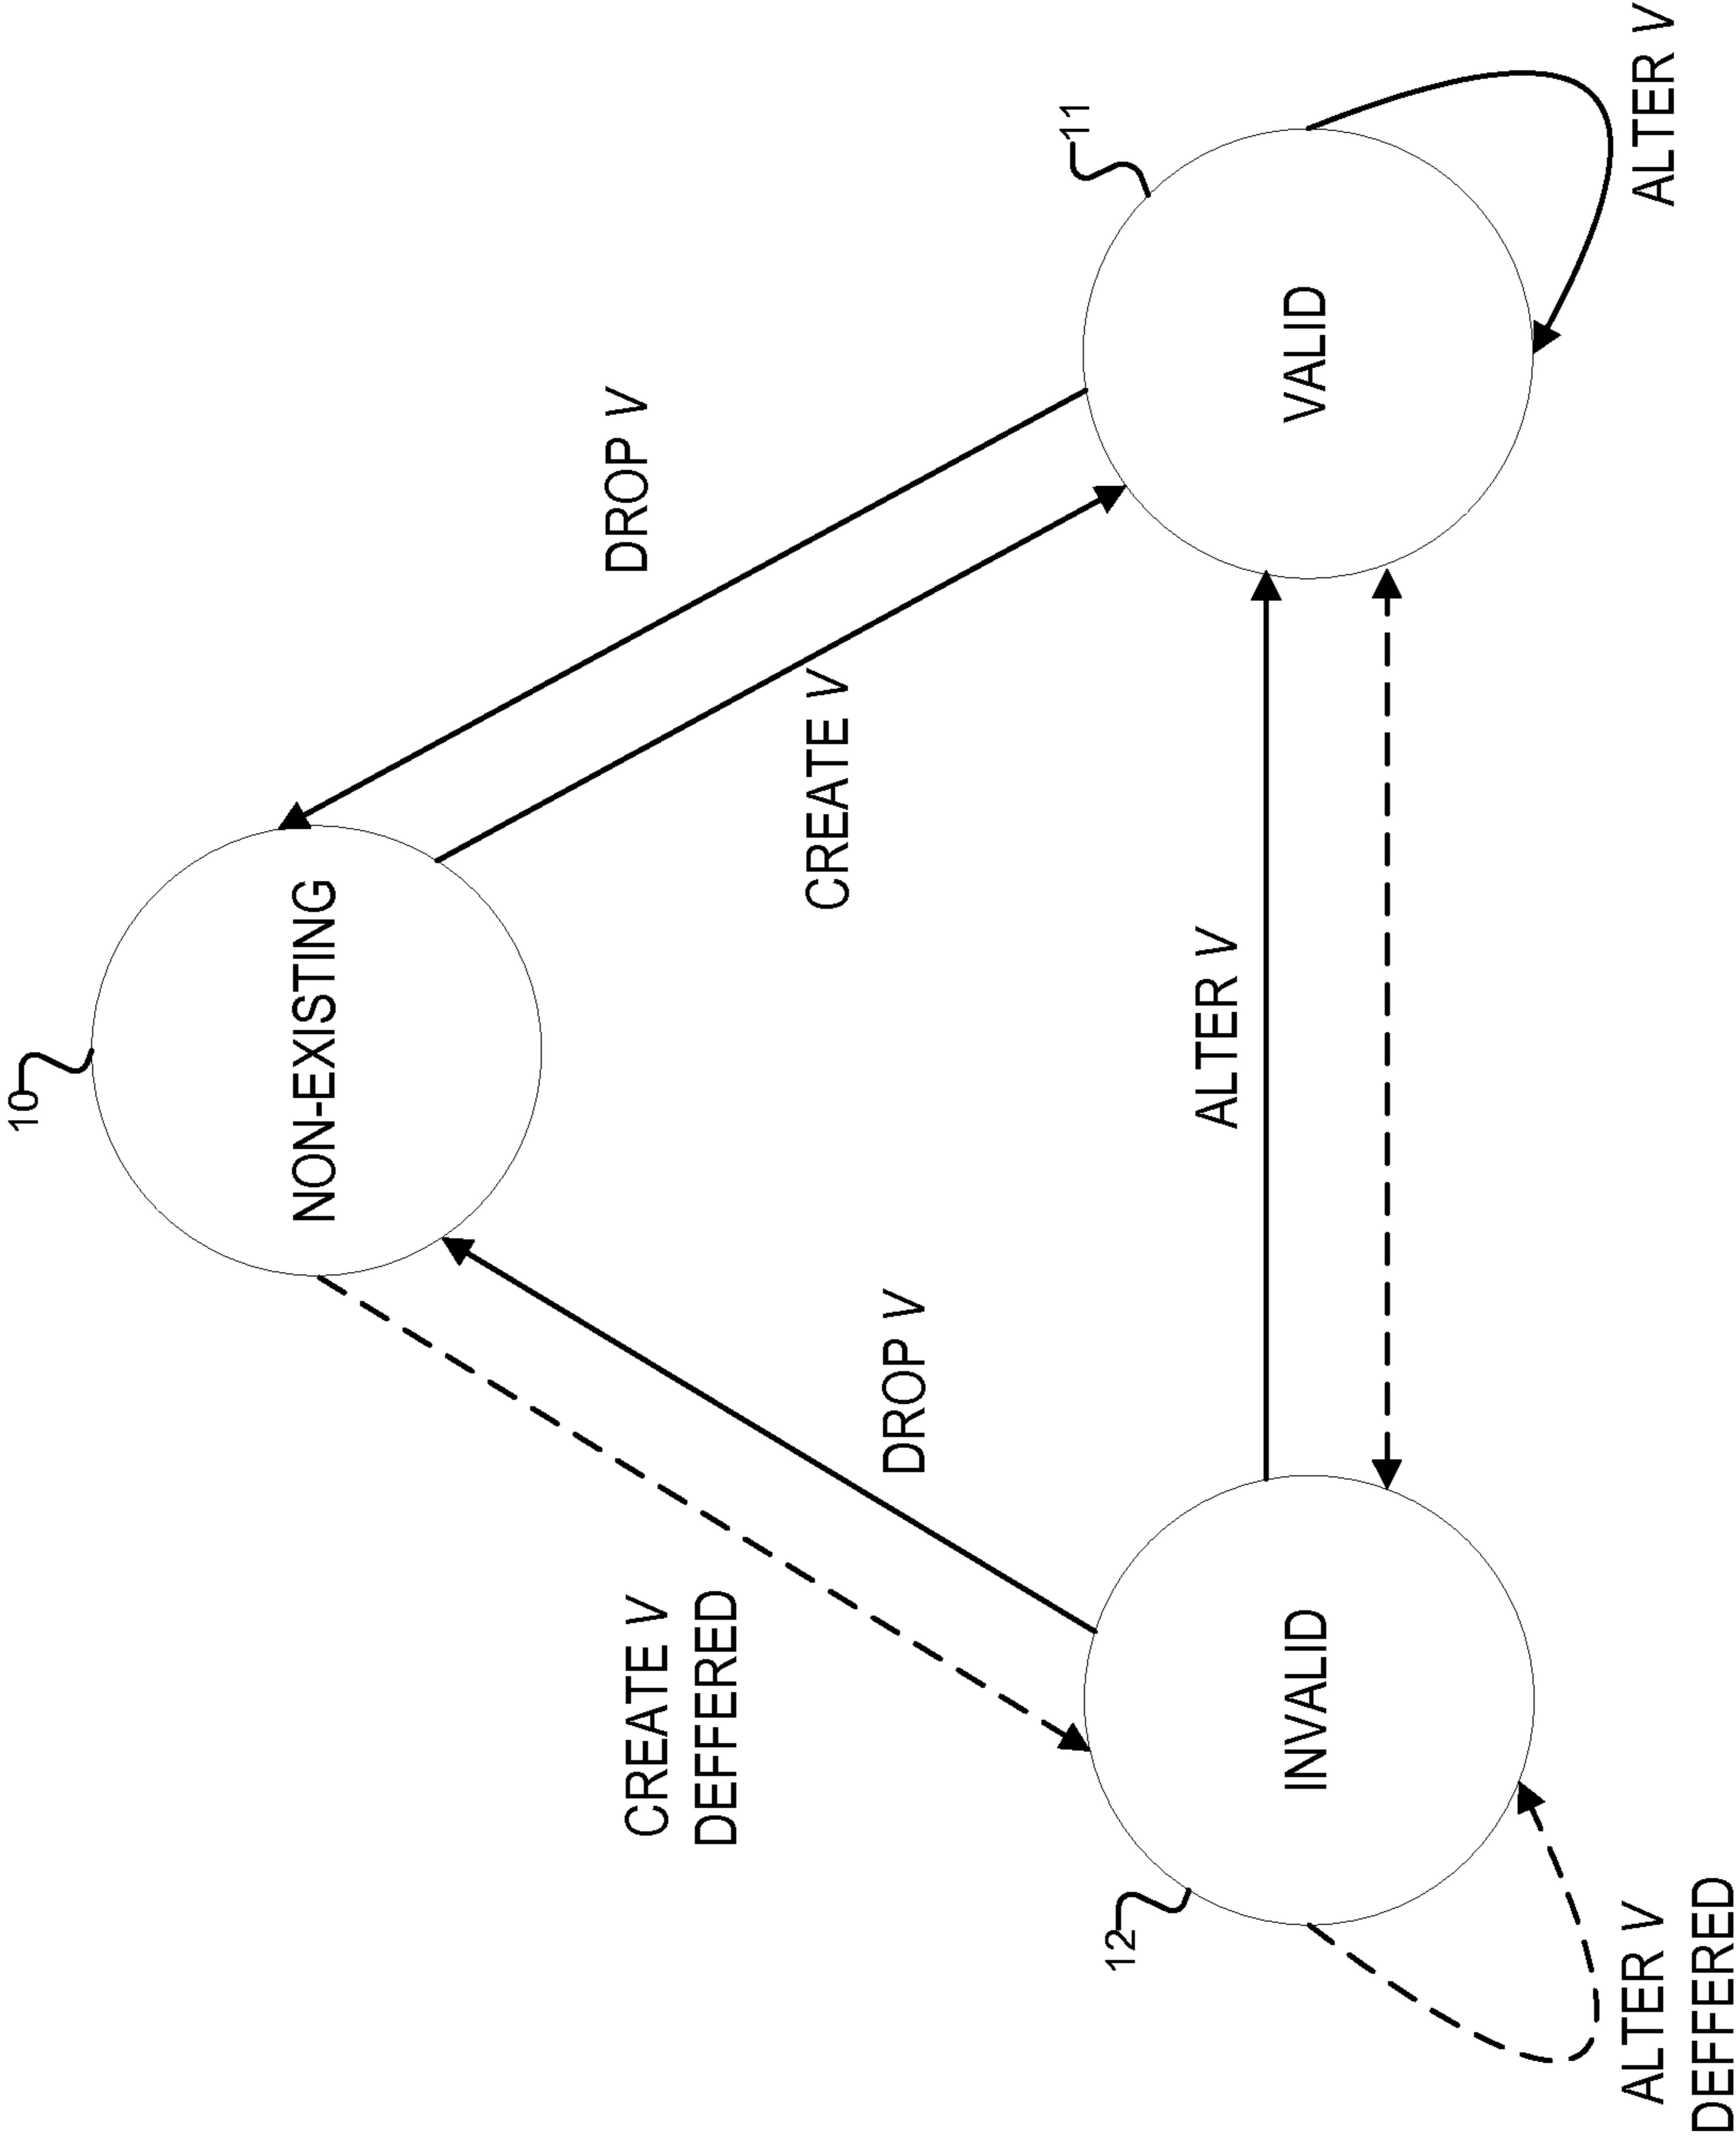 10
NON-EXISTING
CREATE V
DEFFERED
DROP V
CREATE V
DROP V
12
INVALID
ALTER V
11
VALID
ALTER V
DEFFERED
ALTER V